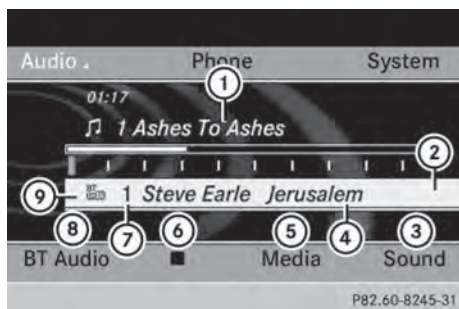 Audio . Phone System
1
01:17
1 Ashes To Ashes
2
9 BT 1 Steve Earle Jerusalem
8 7 6 5 4 3
BT Audio Media Sound
P82.60-8245-31